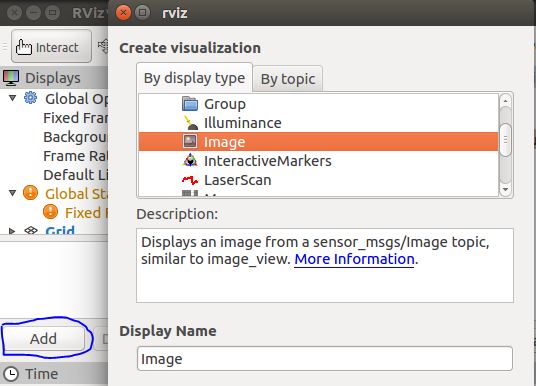 RViz
rviz
Interact
Displays
Global Op
Fixed Fram
Background
Frame Rat
Default Li
Global Sta
Fixed F
Grid
Add
Time
Create visualization
By display type
By topic
Group
Illuminance
Image
InteractiveMarkers
LaserScan
Description:
Displays an image from a sensor_msgs/Image topic,
similar to image_view. More Information.
Display Name
Image